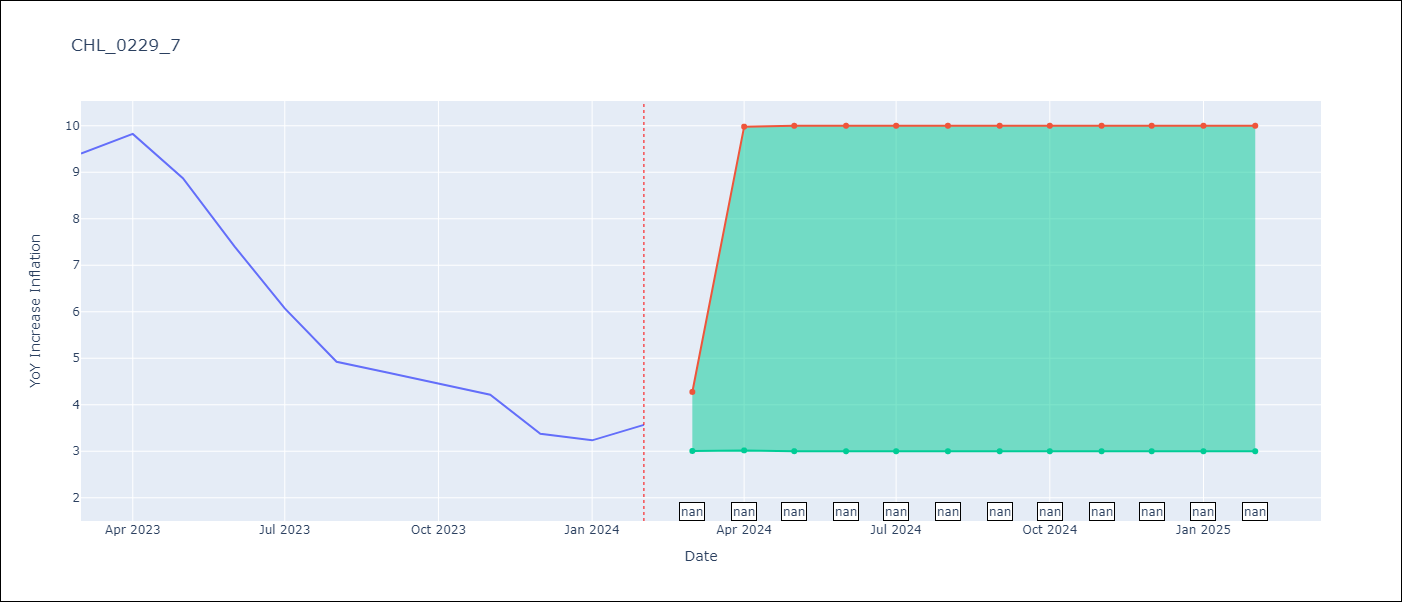 CHL_0229_7
YoY Increase Inflation
10
9
8
7
6
5
4
3
2
nan nan nan nan nan nan nan nan nan nan nan nan
Apr 2023 Jul 2023 Oct 2023 Jan 2024 Apr 2024 Jul 2024 Oct 2024 Jan 2025
Date